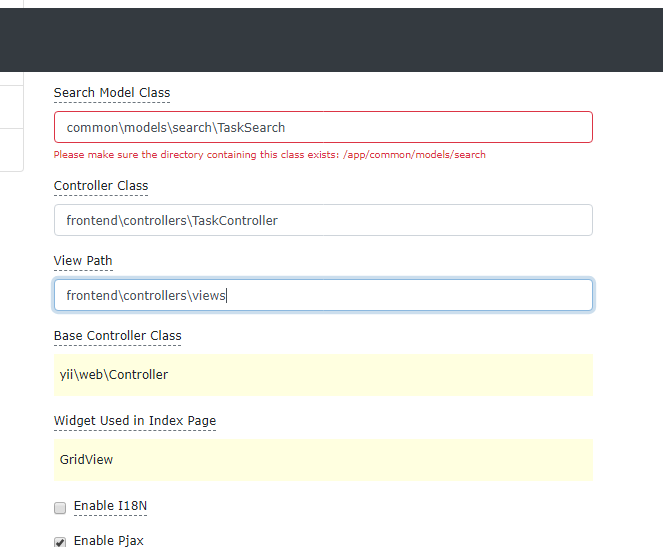 Search Model Class
common\models\search\TaskSearch
Please make sure the directory containing this class exists: /app/common/models/search
Controller Class
frontend\controllers\TaskController
View Path
frontend\controllers\views
Base Controller Class
yii\web\Controller
Widget Used in Index Page
GridView
Enable I18N
Enable Pjax